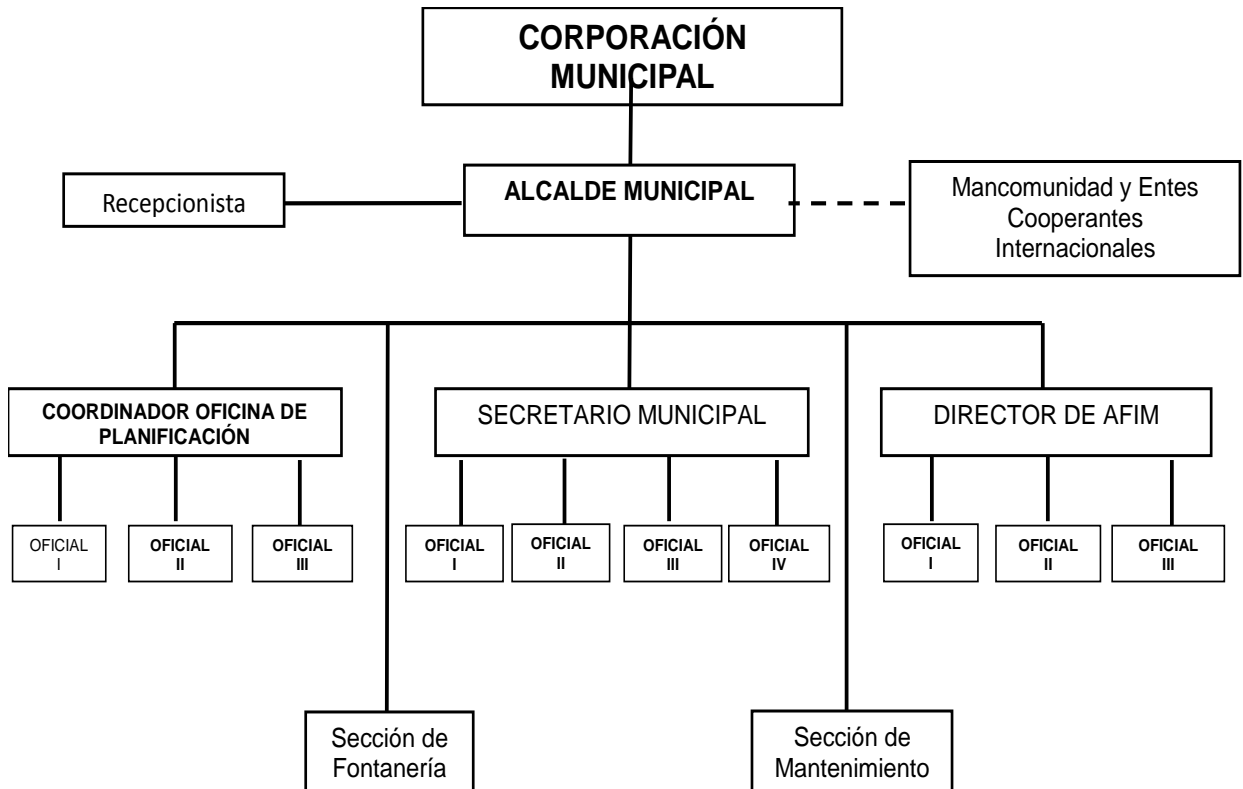 CORPORACIÓN
MUNICIPAL
Recepcionista
ALCALDE MUNICIPAL
Mancomunidad y Entes
Cooperantes
Internacionales
COORDINADOR OFICINA DE
PLANIFICACIÓN
SECRETARIO MUNICIPAL
DIRECTOR DE AFIM
OFICIAL
I
OFICIAL
II
OFICIAL
III
OFICIAL
I
OFICIAL
II
OFICIAL
III
OFICIAL
IV
OFICIAL
I
OFICIAL
II
OFICIAL
III
Sección de
Fontanería
Sección de
Mantenimiento